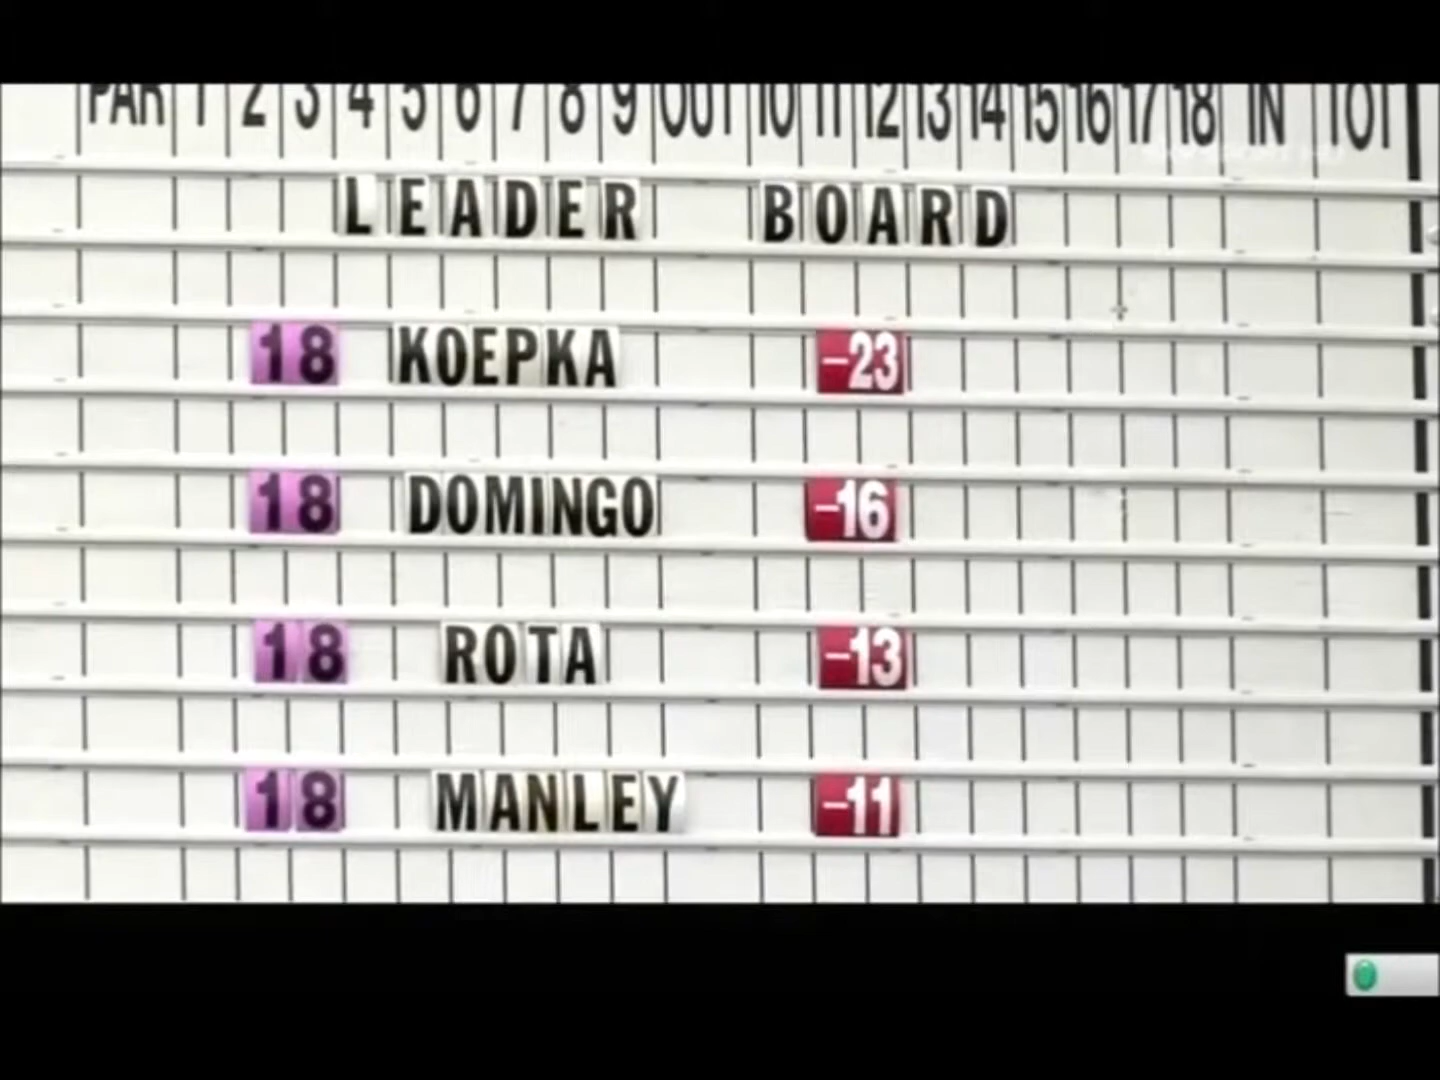 PAR 1 2 3 4 5 6 7 8 9 OUT 10 11 12 13 14 15 16 17 18 IN TOT
LEADER BOARD
18 KOEPKA -23
18 DOMINGO -16
18 ROTA -13
18 MANLEY -11